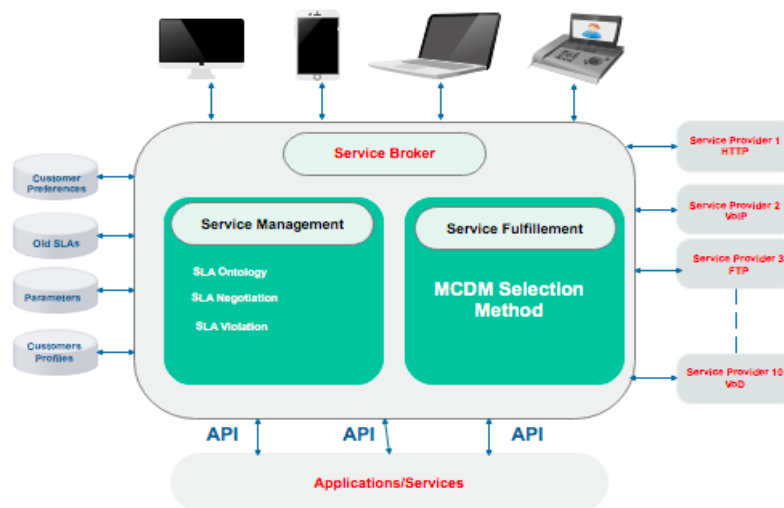 Service Broker
Service Provider 1
HTTP
Customer
Preferences
Service Management
Service Fulfillement
Service Provider 2
VoIP
Old SLAs
SLA Ontology
SLA Negotiation
SLA Violation
MCDM Selection
Method
Service Provider 3
FTP
Parameters
Customers
Profiles
Service Provider 10
VoD
API
API
API
Applications/Services